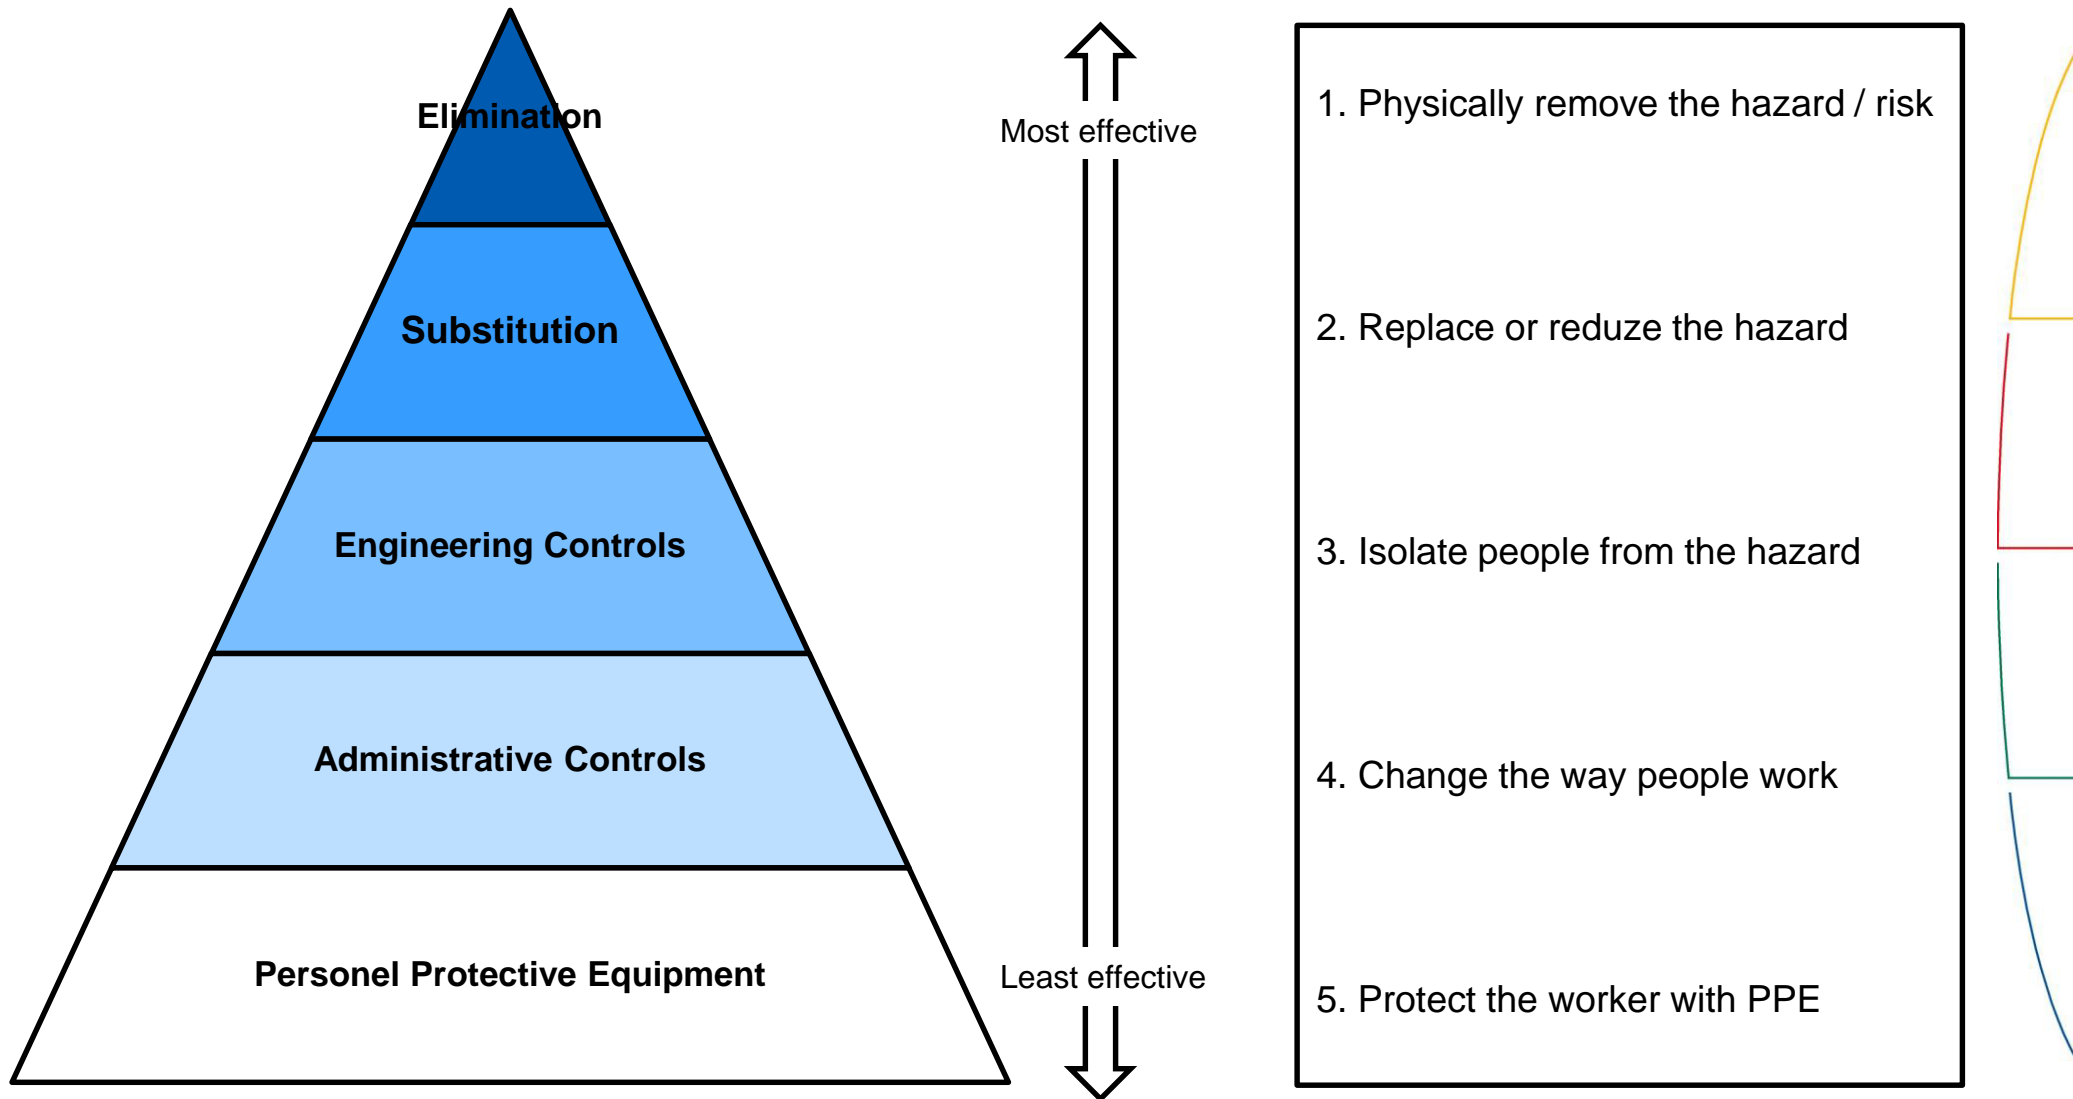 Elimination
Substitution
Engineering Controls
Administrative Controls
Personel Protective Equipment
Most effective
Least effective
1. Physically remove the hazard / risk
2. Replace or reduze the hazard
3. Isolate people from the hazard
4. Change the way people work
5. Protect the worker with PPE